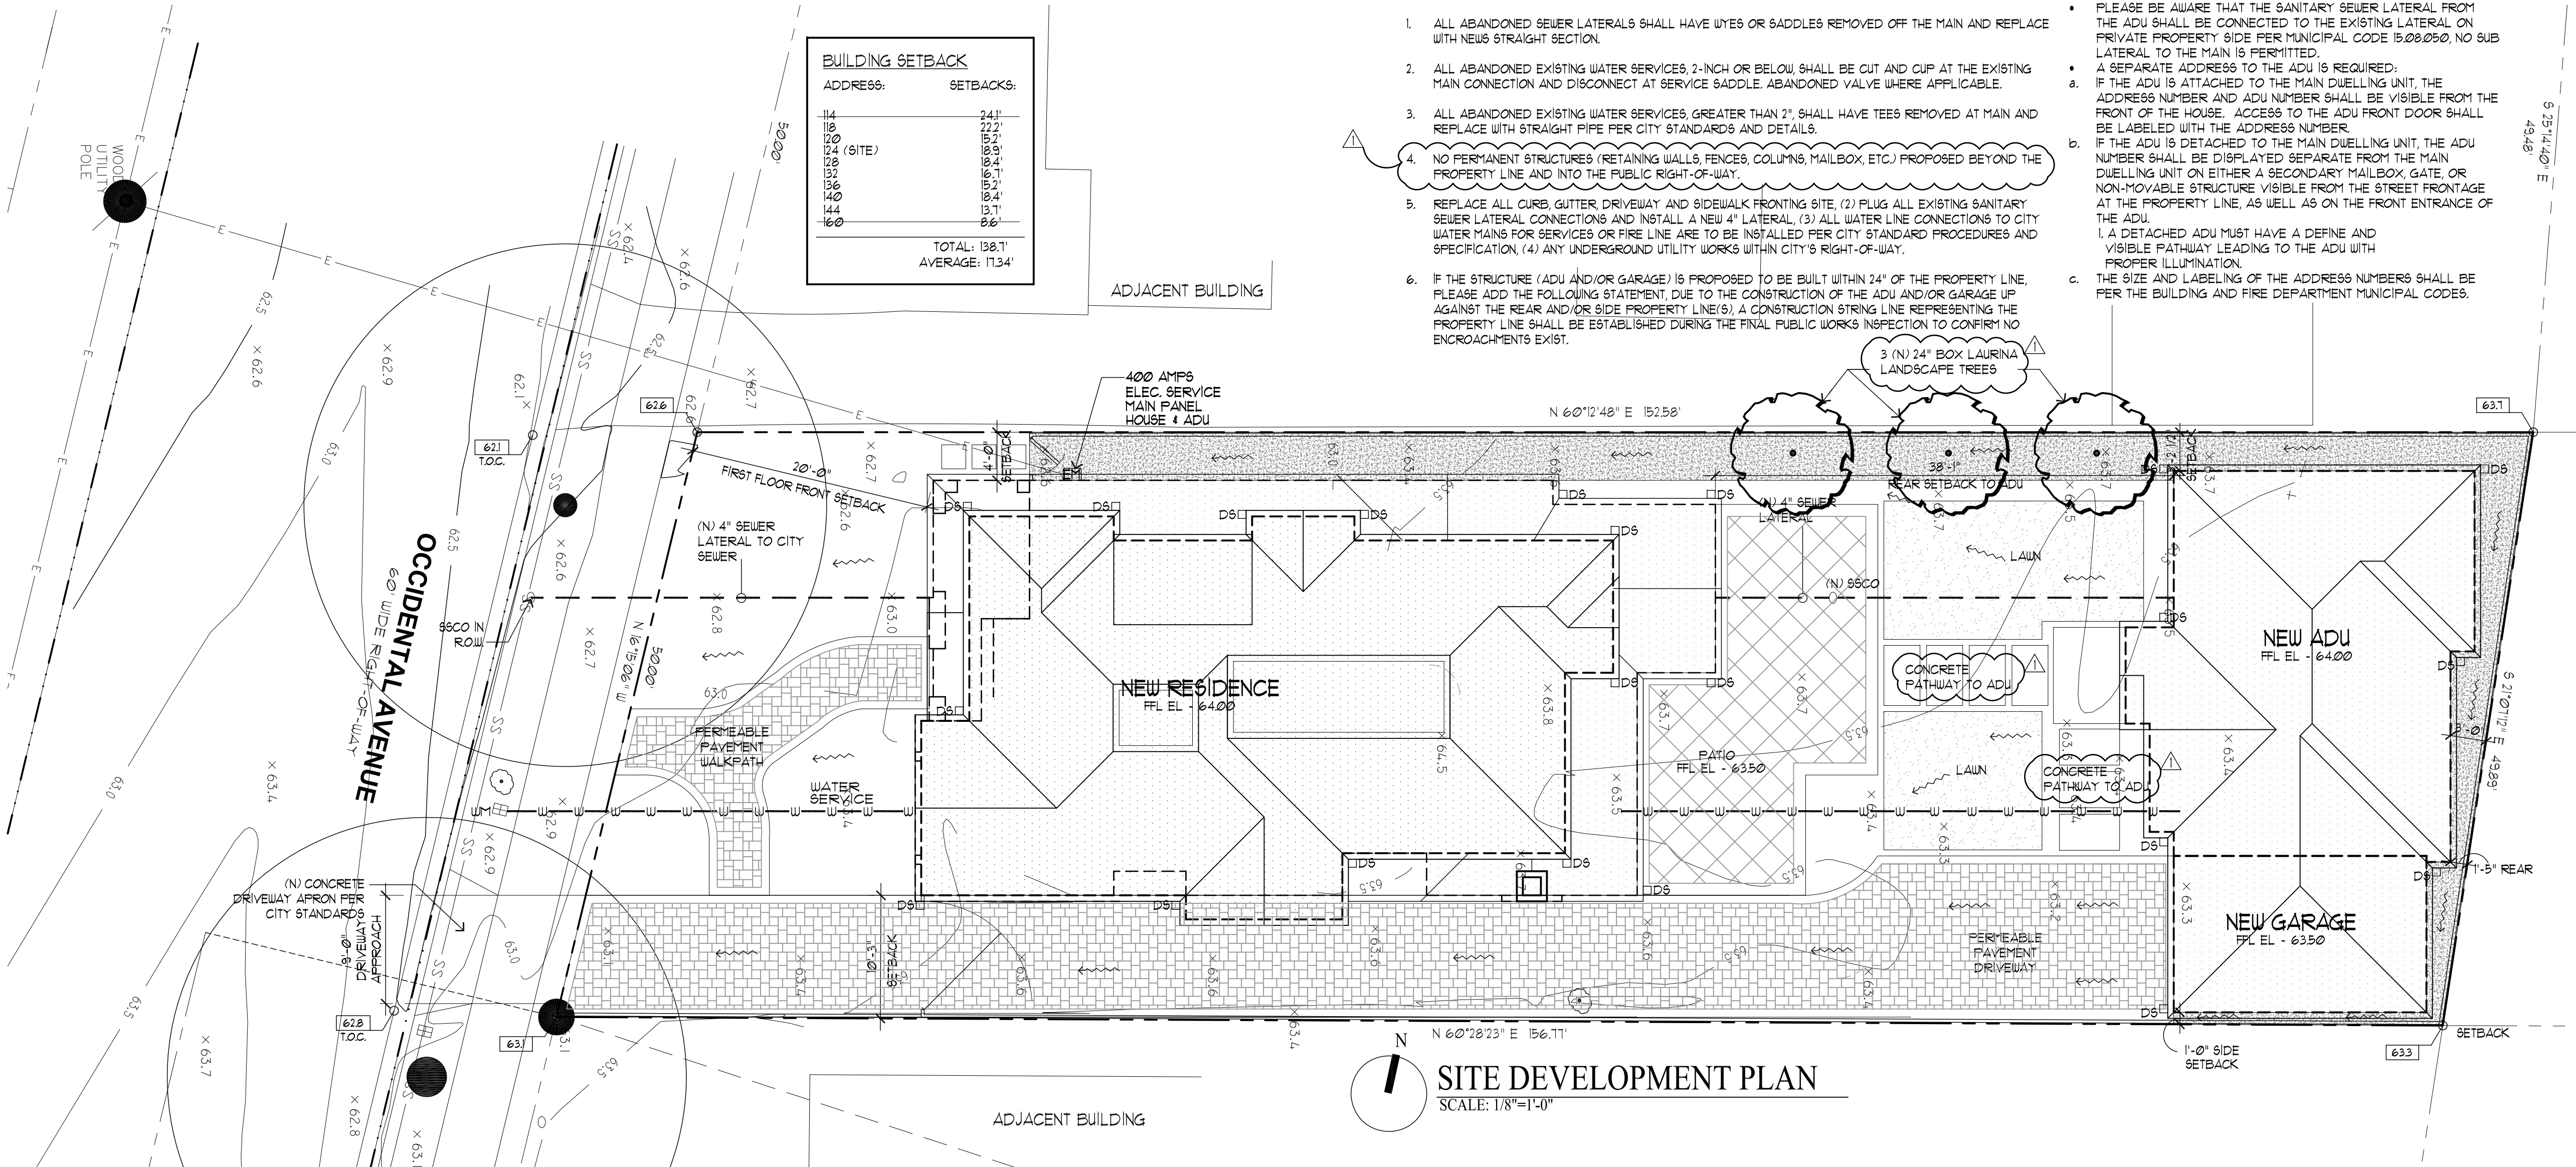 BUILDING SETBACK
ADDRESS: SETBACKS:
114 24.1'
118 22.2'
120 15.2'
124 (SITE) 18.9'
128 18.4'
132 16.7'
136 15.2'
140 18.4'
144 13.7'
160 8.6'
TOTAL: 138.7'
AVERAGE: 17.34'
1. ALL ABANDONED SEWER LATERALS SHALL HAVE WYES OR SADDLES REMOVED OFF THE MAIN AND REPLACE
WITH NEWS STRAIGHT SECTION.
2. ALL ABANDONED EXISTING WATER SERVICES, 2-INCH OR BELOW, SHALL BE CUT AND CUP AT THE EXISTING
MAIN CONNECTION AND DISCONNECT AT SERVICE SADDLE. ABANDONED VALVE WHERE APPLICABLE.
3. ALL ABANDONED EXISTING WATER SERVICES, GREATER THAN 2", SHALL HAVE TEES REMOVED AT MAIN AND
REPLACE WITH STRAIGHT PIPE PER CITY STANDARDS AND DETAILS.
1
4. NO PERMANENT STRUCTURES (RETAINING WALLS, FENCES, COLUMNS, MAILBOX, ETC.) PROPOSED BEYOND THE
PROPERTY LINE AND INTO THE PUBLIC RIGHT-OF-WAY.
5. REPLACE ALL CURB, GUTTER, DRIVEWAY AND SIDEWALK FRONTING SITE, (2) PLUG ALL EXISTING SANITARY
SEWER LATERAL CONNECTIONS AND INSTALL A NEW 4" LATERAL, (3) ALL WATER LINE CONNECTIONS TO CITY
WATER MAINS FOR SERVICES OR FIRE LINE ARE TO BE INSTALLED PER CITY STANDARD PROCEDURES AND
SPECIFICATION, (4) ANY UNDERGROUND UTILITY WORKS WITHIN CITY'S RIGHT-OF-WAY.
6. IF THE STRUCTURE (ADU AND/OR GARAGE) IS PROPOSED TO BE BUILT WITHIN 24" OF THE PROPERTY LINE,
PLEASE ADD THE FOLLOWING STATEMENT, DUE TO THE CONSTRUCTION OF THE ADU AND/OR GARAGE UP
AGAINST THE REAR AND/OR SIDE PROPERTY LINE(S), A CONSTRUCTION STRING LINE REPRESENTING THE
PROPERTY LINE SHALL BE ESTABLISHED DURING THE FINAL PUBLIC WORKS INSPECTION TO CONFIRM NO
ENCROACHMENTS EXIST.
• PLEASE BE AWARE THAT THE SANITARY SEWER LATERAL FROM
THE ADU SHALL BE CONNECTED TO THE EXISTING LATERAL ON
PRIVATE PROPERTY SIDE PER MUNICIPAL CODE 15.08.050, NO SUB
LATERAL TO THE MAIN IS PERMITTED.
• A SEPARATE ADDRESS TO THE ADU IS REQUIRED:
a. IF THE ADU IS ATTACHED TO THE MAIN DWELLING UNIT, THE
ADDRESS NUMBER AND ADU NUMBER SHALL BE VISIBLE FROM THE
FRONT OF THE HOUSE. ACCESS TO THE ADU FRONT DOOR SHALL
BE LABELED WITH THE ADDRESS NUMBER.
b. IF THE ADU IS DETACHED TO THE MAIN DWELLING UNIT, THE ADU
NUMBER SHALL BE DISPLAYED SEPARATE FROM THE MAIN
DWELLING UNIT ON EITHER A SECONDARY MAILBOX, GATE, OR
NON-MOVABLE STRUCTURE VISIBLE FROM THE STREET FRONTAGE
AT THE PROPERTY LINE, AS WELL AS ON THE FRONT ENTRANCE OF
THE ADU.
1. A DETACHED ADU MUST HAVE A DEFINE AND
VISIBLE PATHWAY LEADING TO THE ADU WITH
PROPER ILLUMINATION.
c. THE SIZE AND LABELING OF THE ADDRESS NUMBERS SHALL BE
PER THE BUILDING AND FIRE DEPARTMENT MUNICIPAL CODES.
S 25°14'40" E
49.48'
WOOD
UTILITY
POLE
50.00'
ADJACENT BUILDING
3 (N) 24" BOX LAURINA
LANDSCAPE TREES
1
400 AMPS
ELEC. SERVICE
MAIN PANEL
HOUSE & ADU
N 60°12'48" E 152.58'
63.7
62.6
62.1
T.O.C.
20'-0"
FIRST FLOOR FRONT SETBACK
4'-0"
SETBACK
EM
38'-1"
REAR SETBACK TO ADU
SETBACK
(N) 4" SEWER
LATERAL TO CITY
SEWER
(N) 4" SEWER
LATERAL
(N) SSCO
LAWN
SSCO IN
R.O.W.
OCCIDENTAL AVENUE
60' WIDE RIGHT-OF-WAY
N 16°15'06" W
50.00'
NEW RESIDENCE
FFL EL - 64.00
NEW ADU
FFL EL - 64.00
CONCRETE
PATHWAY TO ADU
1
PERMEABLE
PAVEMENT
WALKPATH
WATER
SERVICE
WM
PATIO
FFL EL - 63.50
LAWN
CONCRETE
PATHWAY TO ADU
1
S 21°07'12" E 49.89'
3'-0"
1'-5" REAR
SETBACK
(N) CONCRETE
DRIVEWAY APRON PER
CITY STANDARDS
DRIVEWAY
APPROACH
10'-3"
SETBACK
PERMEABLE
PAVEMENT
DRIVEWAY
NEW GARAGE
FFL EL - 63.50
62.8
T.O.C.
63.1
N 60°28'23" E 156.77'
1'-0" SIDE
SETBACK
63.3
N
SITE DEVELOPMENT PLAN
SCALE: 1/8"=1'-0"
ADJACENT BUILDING